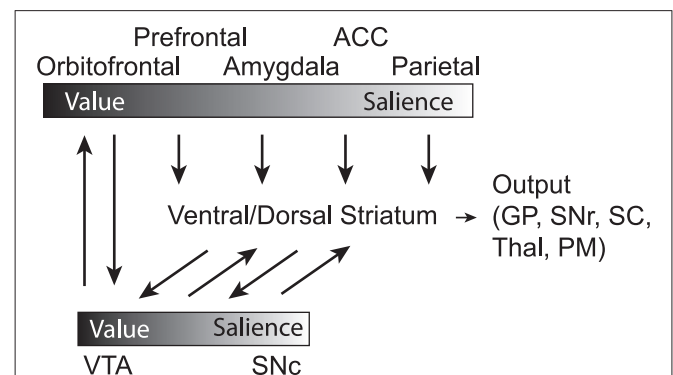 Prefrontal ACC
Orbitofrontal Amygdala Parietal
Value Salience
Ventral/Dorsal Striatum
Output
(GP, SNr, SC,
Thal, PM)
Value Salience
VTA SNc